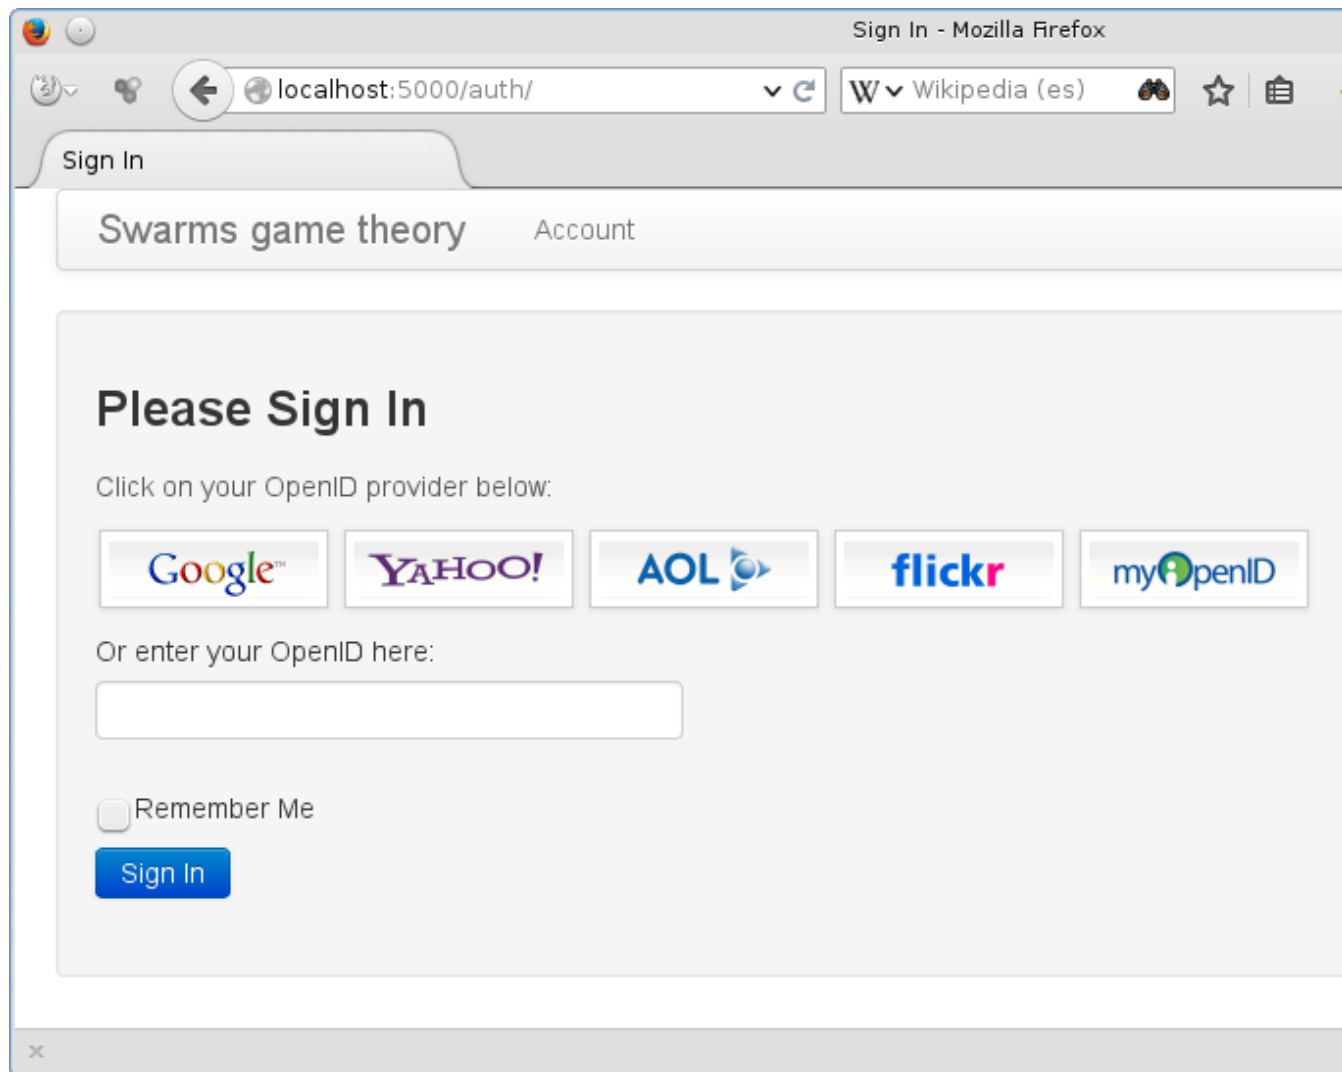 Sign In - Mozilla Firefox
localhost:5000/auth/
W Wikipedia (es)
Sign In
Swarms game theory Account
Please Sign In
Click on your OpenID provider below:
Google™ YAHOO! AOL flickr myOpenID
Or enter your OpenID here:
Remember Me
Sign In